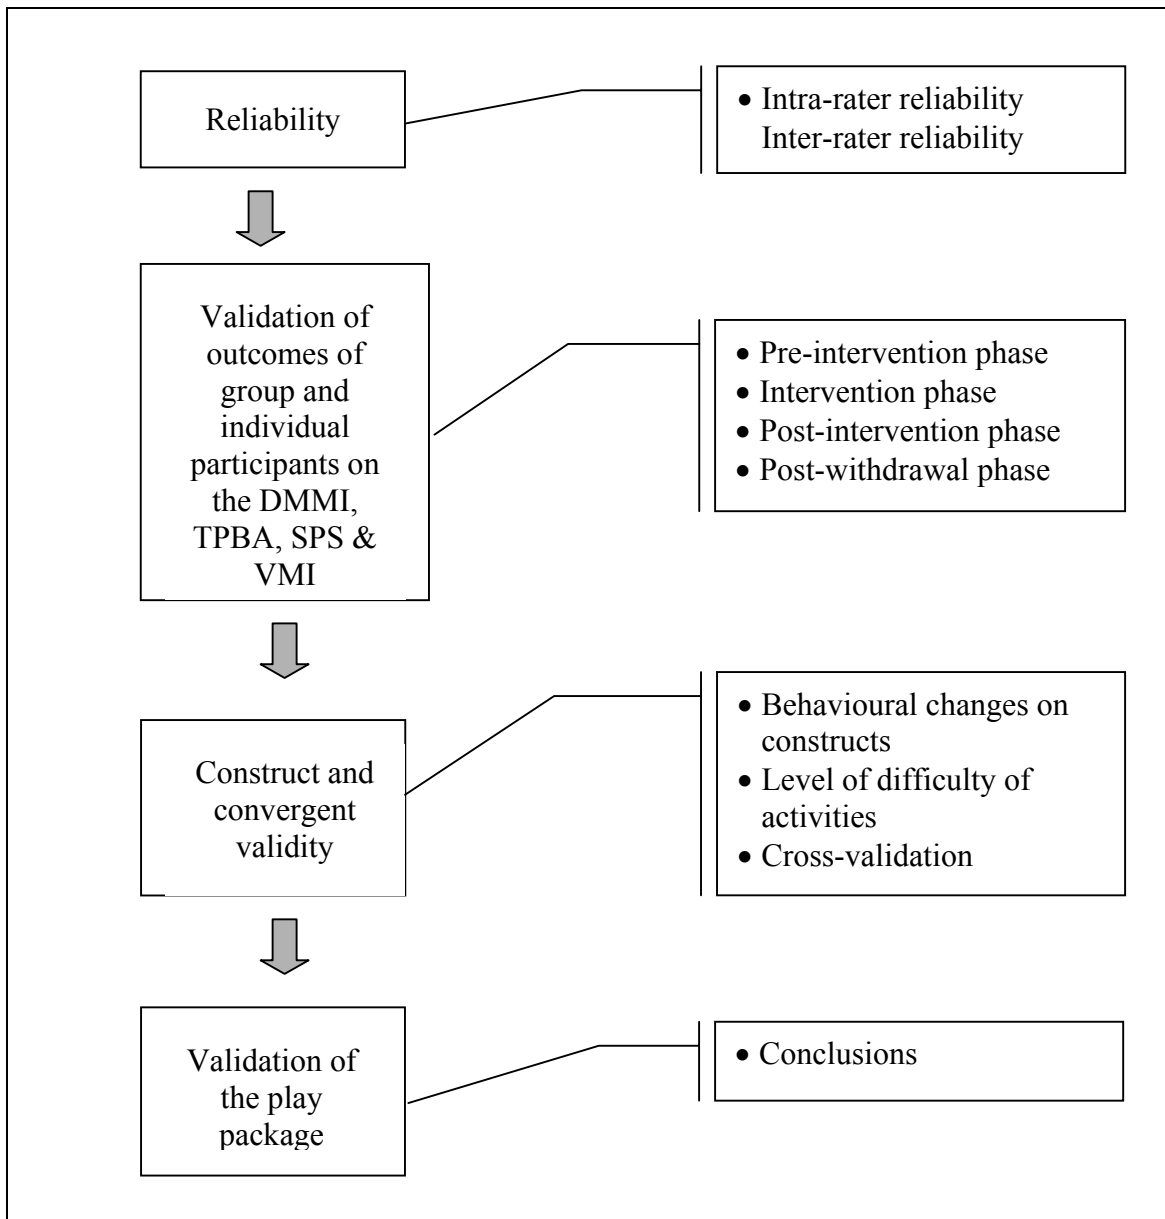 Reliability
• Intra-rater reliability
Inter-rater reliability
Validation of
outcomes of
group and
individual
participants on
the DMMI,
TPBA, SPS &
VMI
• Pre-intervention phase
• Intervention phase
• Post-intervention phase
• Post-withdrawal phase
Construct and
convergent
validity
• Behavioural changes on
constructs
• Level of difficulty of
activities
• Cross-validation
Validation of
the play
package
• Conclusions